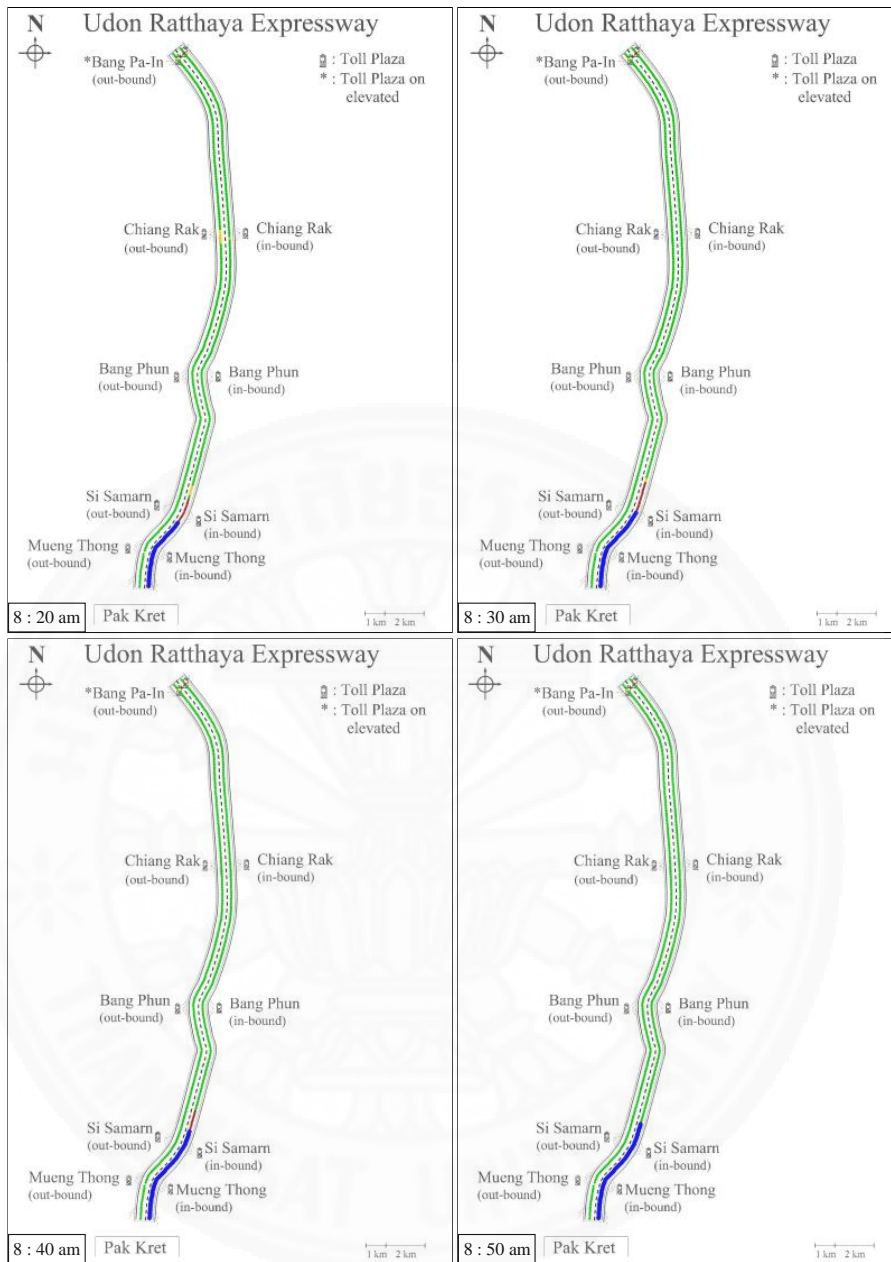 N
Udon Ratthaya Expressway
*Bang Pa-In
(out-bound)
: Toll Plaza
* : Toll Plaza on
elevated
Chiang Rak
(out-bound)
Chiang Rak
(in-bound)
Bang Phun
(out-bound)
Bang Phun
(in-bound)
Si Samarn
(out-bound)
Si Samarn
(in-bound)
Mueng Thong
(out-bound)
Mueng Thong
(in-bound)
8 : 20 am
Pak Kret
1 km 2 km
N
Udon Ratthaya Expressway
*Bang Pa-In
(out-bound)
: Toll Plaza
* : Toll Plaza on
elevated
Chiang Rak
(out-bound)
Chiang Rak
(in-bound)
Bang Phun
(out-bound)
Bang Phun
(in-bound)
Si Samarn
(out-bound)
Si Samarn
(in-bound)
Mueng Thong
(out-bound)
Mueng Thong
(in-bound)
8 : 30 am
Pak Kret
1 km 2 km
N
Udon Ratthaya Expressway
*Bang Pa-In
(out-bound)
: Toll Plaza
* : Toll Plaza on
elevated
Chiang Rak
(out-bound)
Chiang Rak
(in-bound)
Bang Phun
(out-bound)
Bang Phun
(in-bound)
Si Samarn
(out-bound)
Si Samarn
(in-bound)
Mueng Thong
(out-bound)
Mueng Thong
(in-bound)
8 : 40 am
Pak Kret
1 km 2 km
N
Udon Ratthaya Expressway
*Bang Pa-In
(out-bound)
: Toll Plaza
* : Toll Plaza on
elevated
Chiang Rak
(out-bound)
Chiang Rak
(in-bound)
Bang Phun
(out-bound)
Bang Phun
(in-bound)
Si Samarn
(out-bound)
Si Samarn
(in-bound)
Mueng Thong
(out-bound)
Mueng Thong
(in-bound)
8 : 50 am
Pak Kret
1 km 2 km